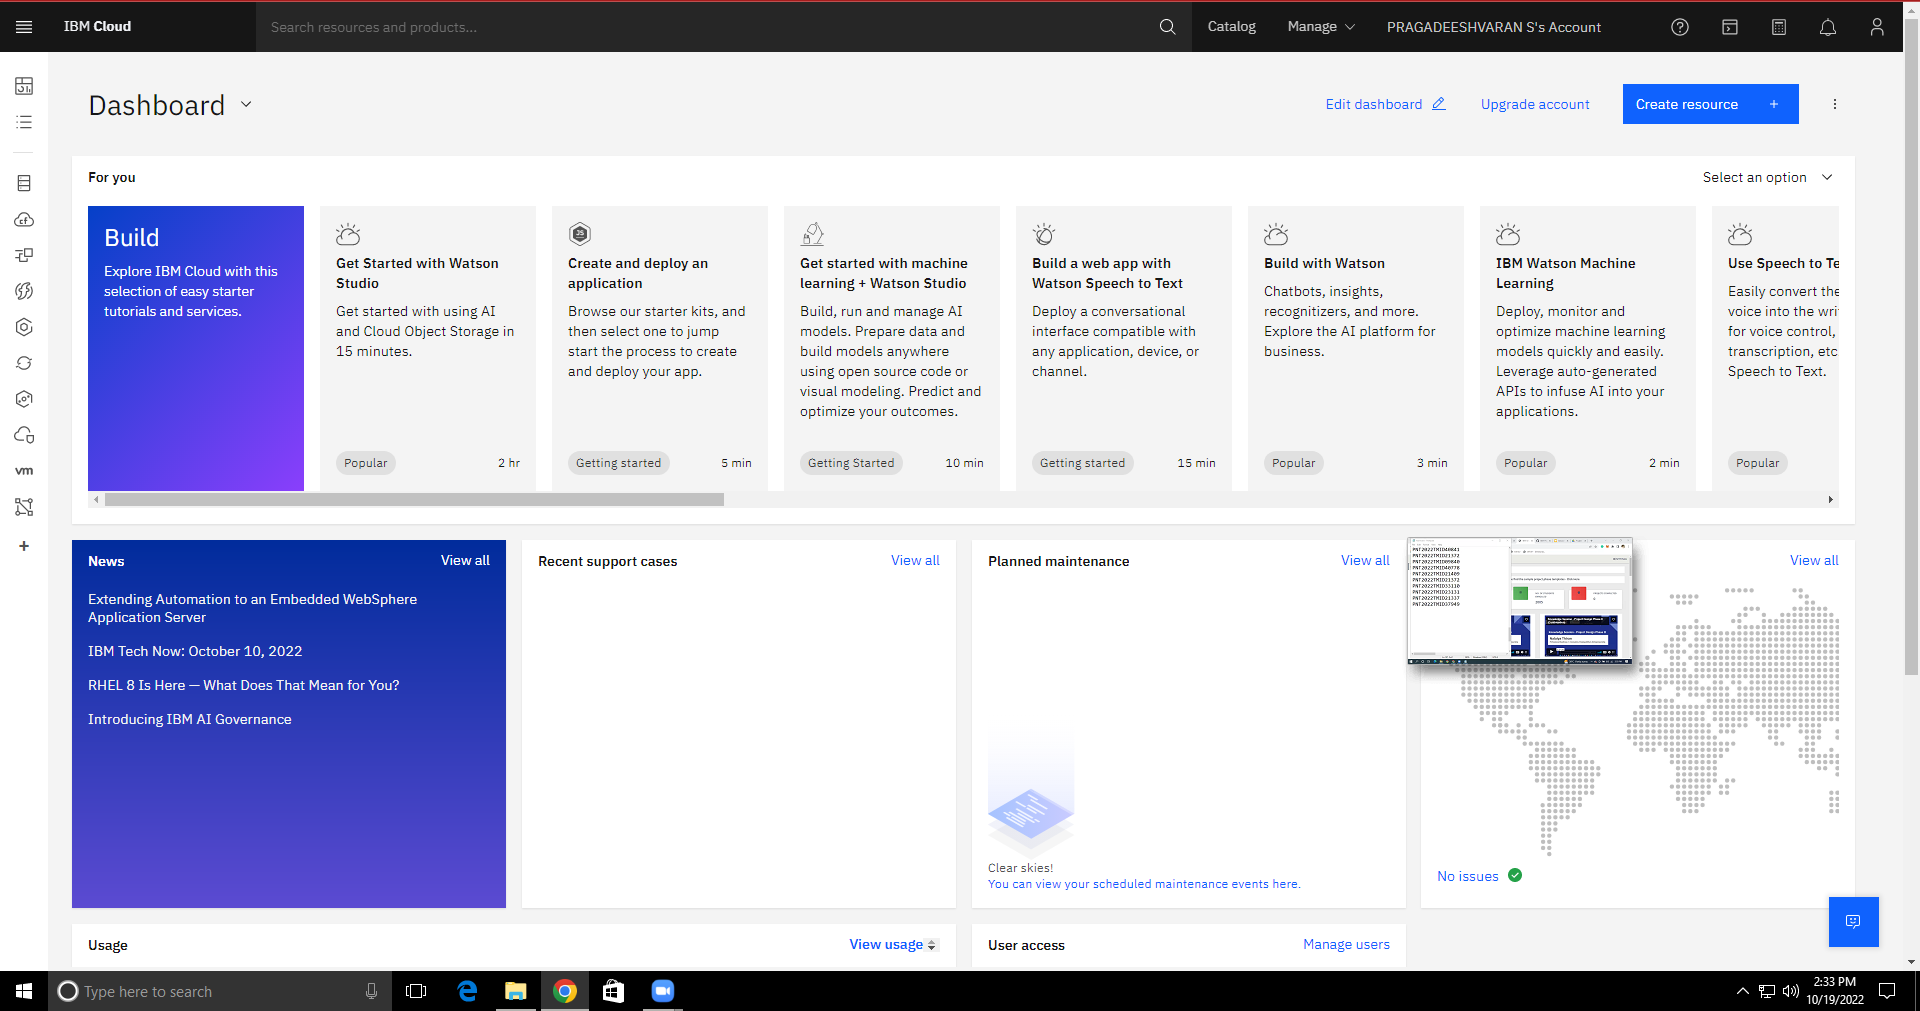 IBM Cloud
Search resources and products...
Catalog
Manage
PRAGADEESHVARAN S's Account
Dashboard
Edit dashboard
Upgrade account
Create resource +
For you
Select an option
Build
Explore IBM Cloud with this
selection of easy starter
tutorials and services.
Get Started with Watson
Studio
Get started with using AI
and Cloud Object Storage in
15 minutes.
Popular
2 hr
JS
Create and deploy an
application
Browse our starter kits, and
then select one to jump
start the process to create
and deploy your app.
Getting started
5 min
Get started with machine
learning + Watson Studio
Build, run and manage AI
models. Prepare data and
build models anywhere
using open source code or
visual modeling. Predict and
optimize your outcomes.
Getting Started
10 min
Build a web app with
Watson Speech to Text
Deploy a conversational
interface compatible with
any application, device, or
channel.
Getting started
15 min
Build with Watson
Chatbots, insights,
recognizers, and more.
Explore the AI platform for
business.
Popular
3 min
IBM Watson Machine
Learning
Deploy, monitor and
optimize machine learning
models quickly and easily.
Leverage auto-generated
APIs to infuse AI into your
applications.
Popular
2 min
Use Speech to Te
Easily convert the
voice into the wri
for voice control,
transcription, etc
Speech to Text.
Popular
cf
vm
+
News
View all
Extending Automation to an Embedded WebSphere
Application Server
IBM Tech Now: October 10, 2022
RHEL 8 Is Here — What Does That Mean for You?
Introducing IBM AI Governance
Recent support cases
View all
Planned maintenance
View all
Clear skies!
You can view your scheduled maintenance events here.
View all
PNT2022TMID40841
PNT2022TMID21372
PNT2022TMID09840
PNT2022TMID40778
PNT2022TMID21409
PNT2022TMID21372
PNT2022TMID33110
PNT2022TMID23131
PNT2022TMID21337
PNT2022TMID37949
No issues
Usage
View usage
User access
Manage users
Type here to search
2:33 PM
10/19/2022